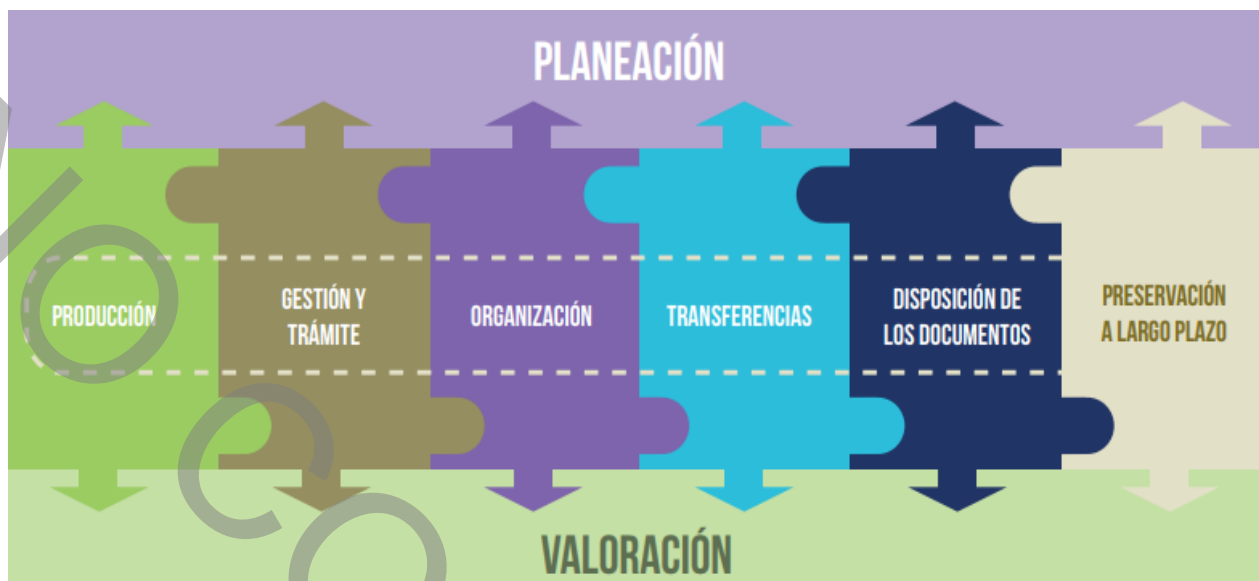 PLANEACIÓN
PRODUCCIÓN
GESTIÓN Y
TRÁMITE
ORGANIZACIÓN
TRANSFERENCIAS
DISPOSICIÓN DE
LOS DOCUMENTOS
PRESERVACIÓN
A LARGO PLAZO
VALORACIÓN